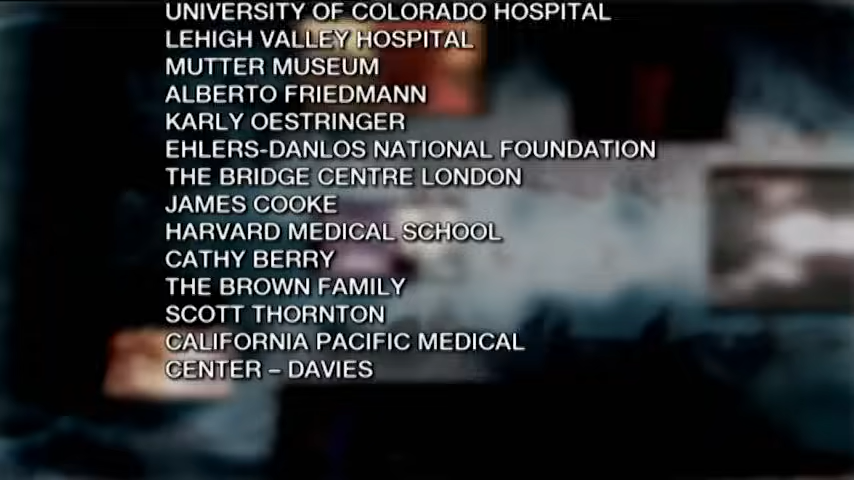 UNIVERSITY OF COLORADO HOSPITAL
LEHIGH VALLEY HOSPITAL
MUTTER MUSEUM
ALBERTO FRIEDMANN
KARLY OESTRINGER
EHLERS-DANLOS NATIONAL FOUNDATION
THE BRIDGE CENTRE LONDON
JAMES COOKE
HARVARD MEDICAL SCHOOL
CATHY BERRY
THE BROWN FAMILY
SCOTT THORNTON
CALIFORNIA PACIFIC MEDICAL
CENTER – DAVIES